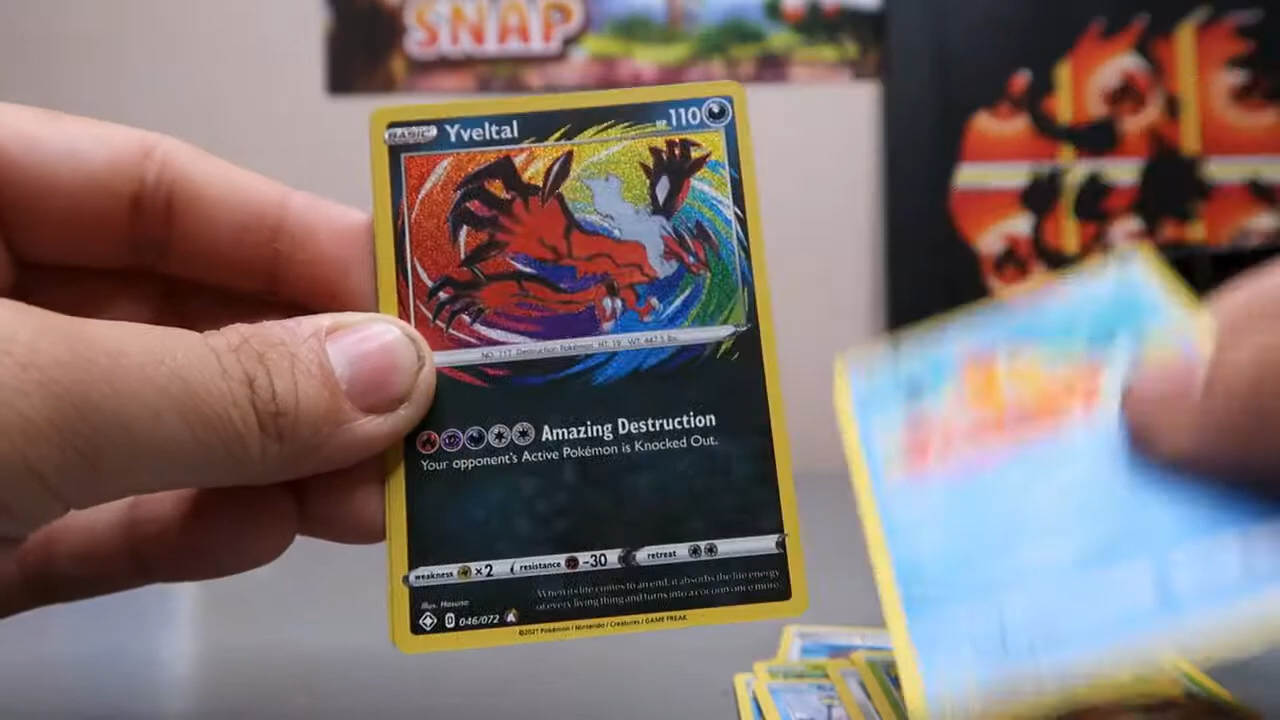 SNAP
BASIC Yveltal HP 110
NO. 717 Destruction Pokémon HT: 19' WT: 447.5 lbs.
Amazing Destruction
Your opponent's Active Pokémon is Knocked Out.
weakness ×2 resistance -30 retreat
When its life comes to an end, it absorbs the life energy
of every living thing and turns into a cocoon once more.
Illus. Hasuno
D 046/072 A
©2021 Pokémon / Nintendo / Creatures / GAME FREAK